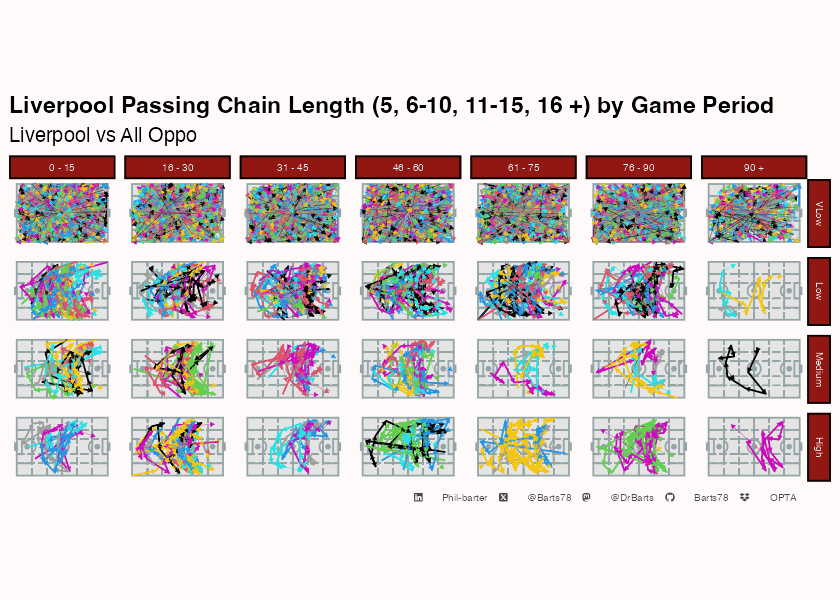 Liverpool Passing Chain Length (5, 6-10, 11-15, 16 +) by Game Period
Liverpool vs All Oppo
0 - 15 16 - 30 31 - 45 46 - 60 61 - 75 76 - 90 90 +
VLow
Low
Medium
High
Phil-barter @Barts78 @DrBarts Barts78 OPTA